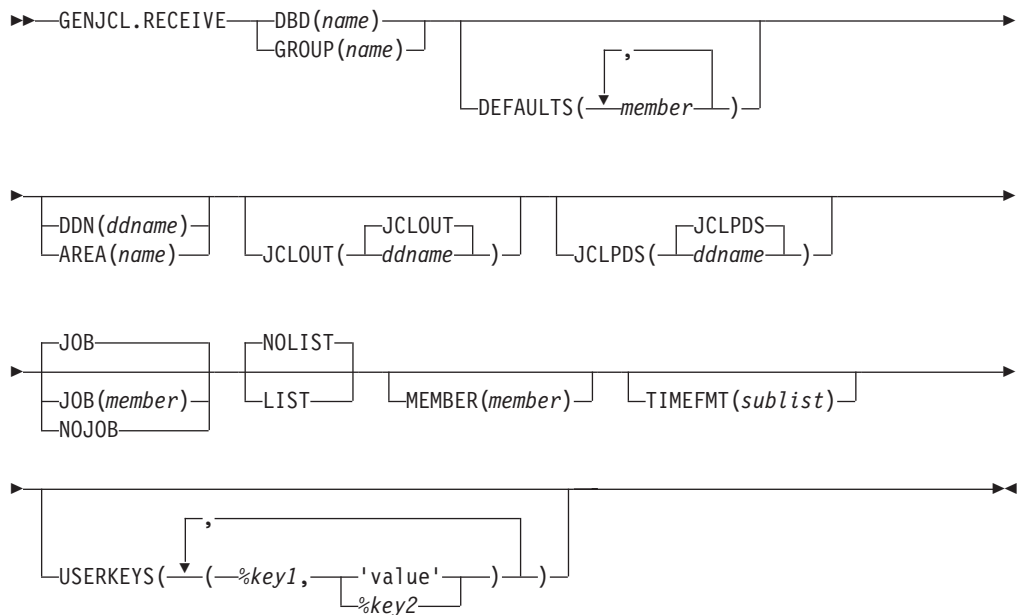 GENJCL.RECEIVE DBD(name)
GROUP(name)
,
DEFAULTS( member )
DDN(ddname)
AREA(name)
JCLOUT
JCLOUT( ddname )
JCLPDS
JCLPDS( ddname )
JOB
JOB(member)
NOJOB
NOLIST
LIST
MEMBER(member)
TIMEFMT(sublist)
,
USERKEYS( ( %key1, 'value' ) )
%key2